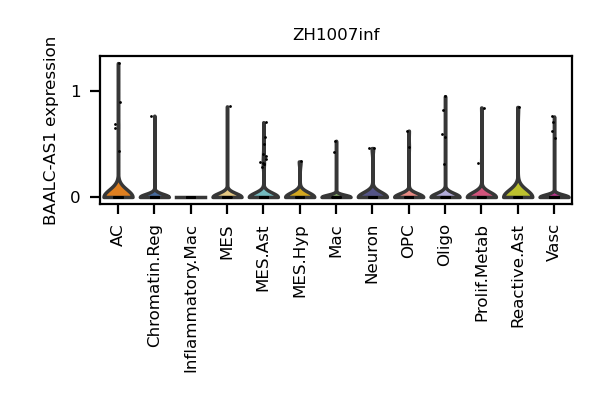 ZH1007inf
BAALC-AS1 expression
1
0
AC
Chromatin.Reg
Inflammatory.Mac
MES
MES.Ast
MES.Hyp
Mac
Neuron
OPC
Oligo
Prolif.Metab
Reactive.Ast
Vasc